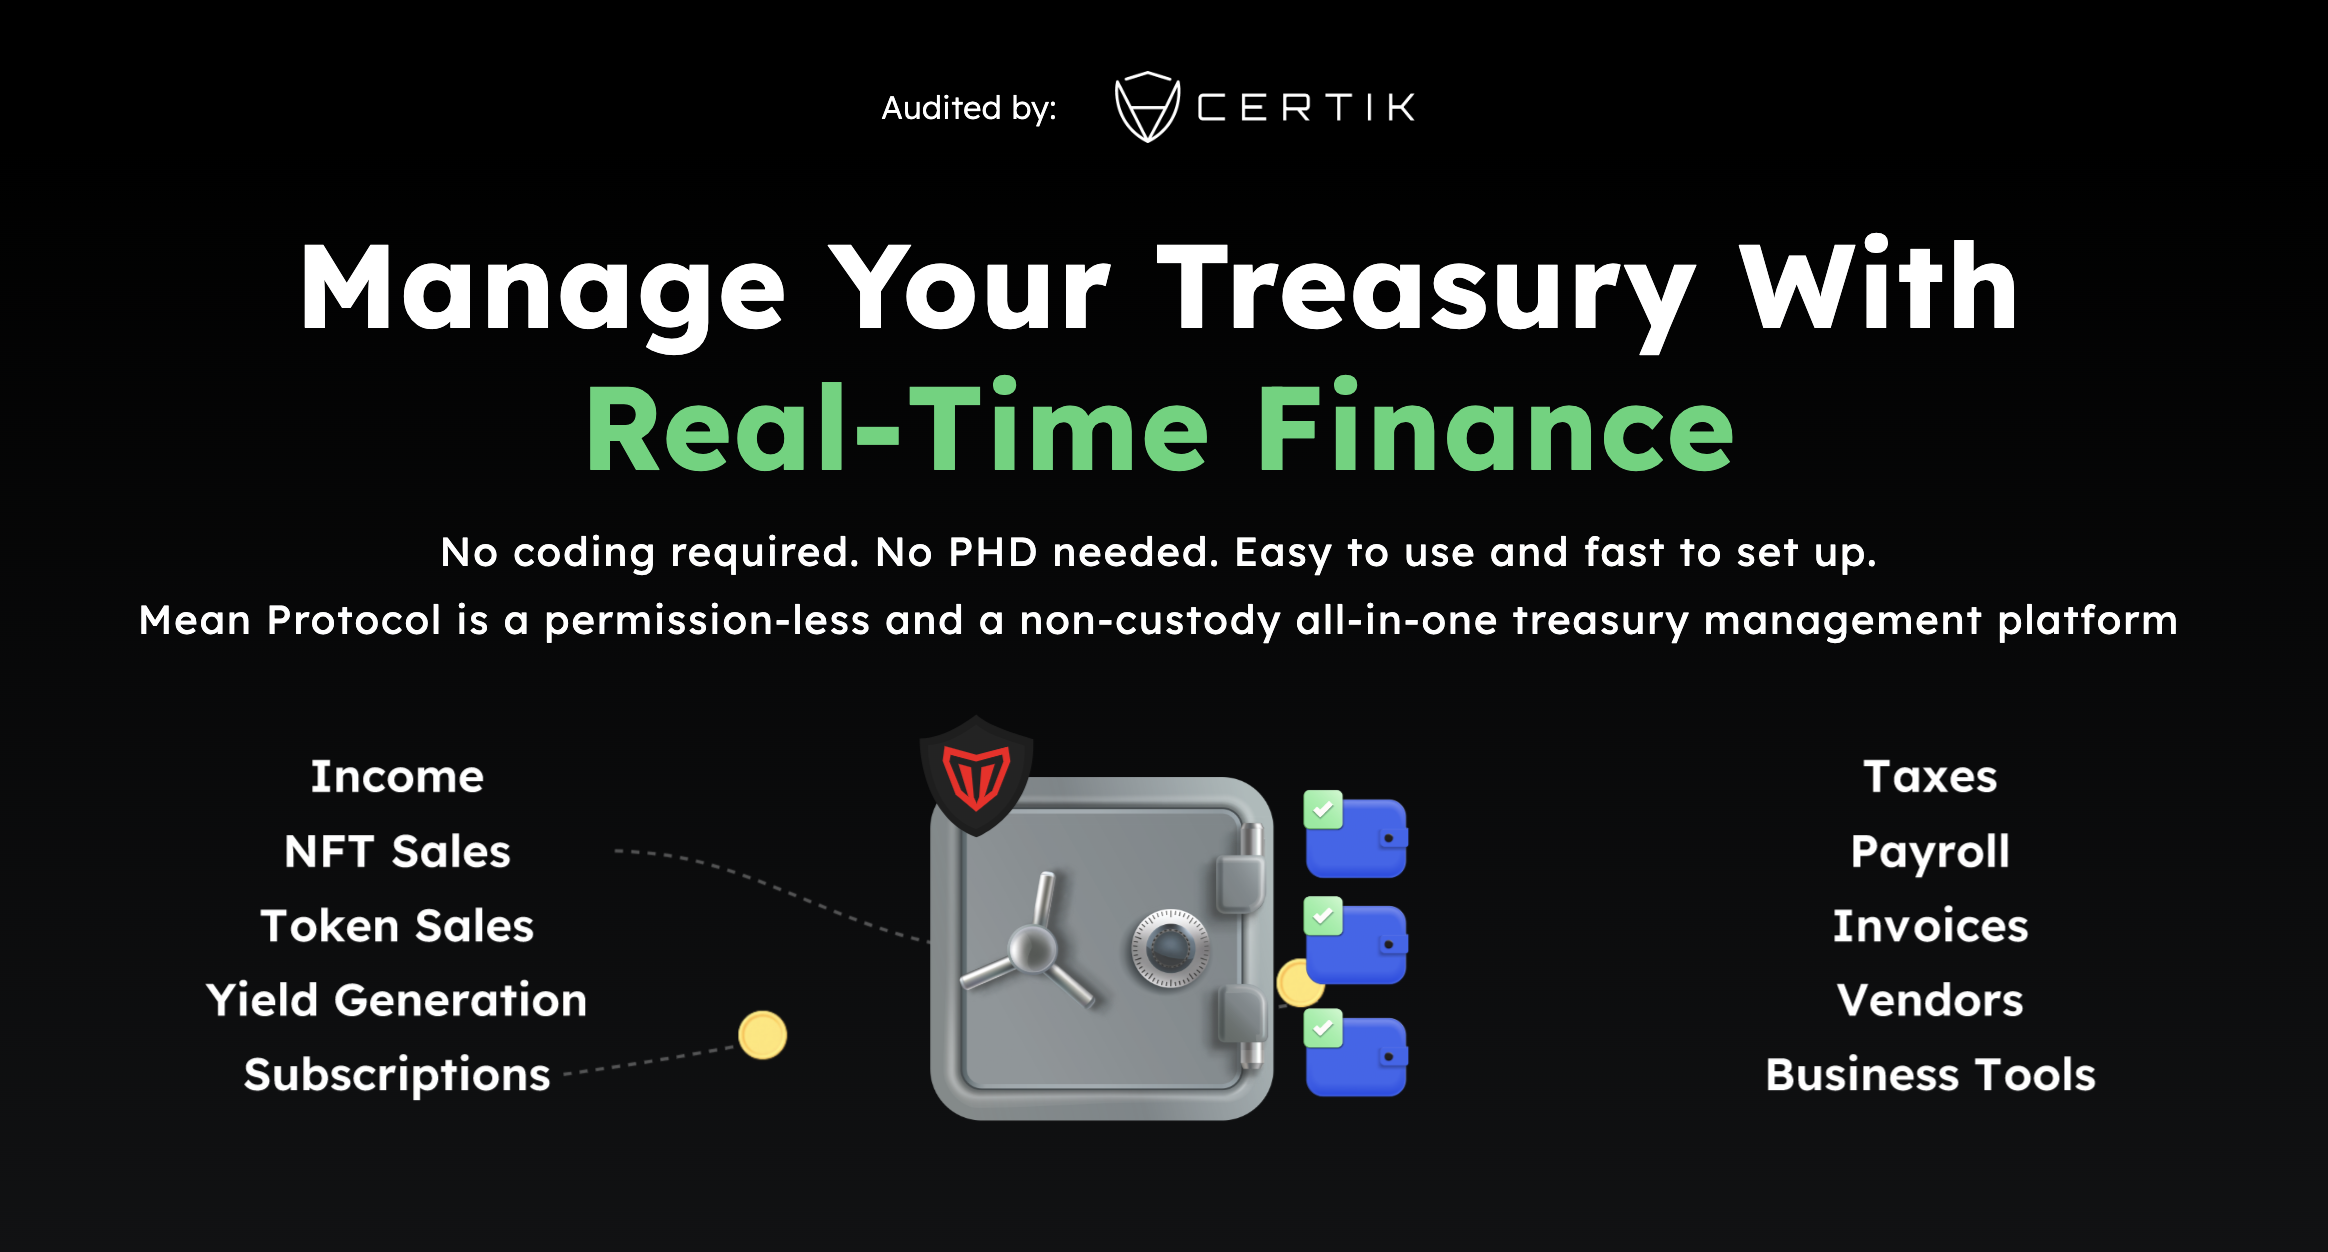 Audited by:
CERTIK
Manage Your Treasury With
Real-Time Finance
No coding required. No PHD needed. Easy to use and fast to set up.
Mean Protocol is a permission-less and a non-custody all-in-one treasury management platform
Income
NFT Sales
Token Sales
Yield Generation
Subscriptions
Taxes
Payroll
Invoices
Vendors
Business Tools